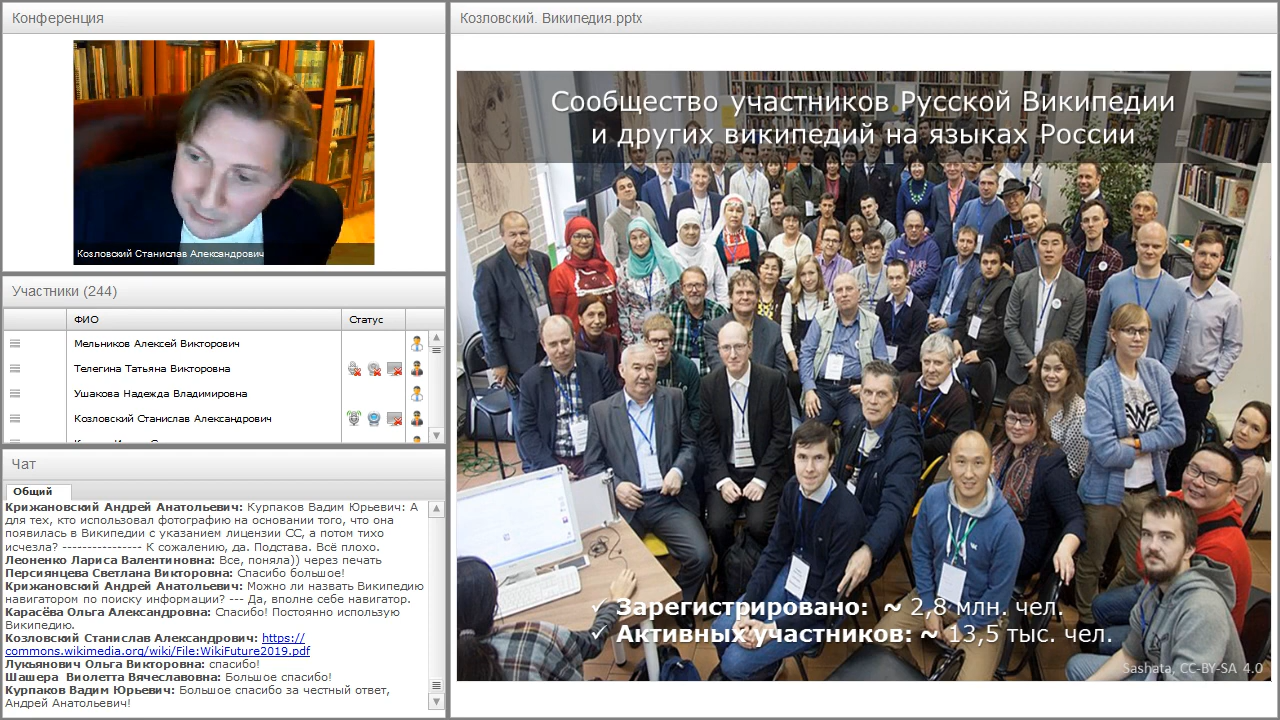 Конференция
Козловский Станислав Александрович
Участники (244)
ФИО
Статус
Мельников Алексей Викторович
Телегина Татьяна Викторовна
Ушакова Надежда Владимировна
Козловский Станислав Александрович
Чат
Общий
Крижановский Андрей Анатольевич: Курпаков Вадим Юрьевич: А
для тех, кто использовал фотографию на основании того, что она
появилась в Википедии с указанием лицензии СС, а потом тихо
исчезла? ---------------- К сожалению, да. Подстава. Всё плохо.
Леоненко Лариса Валентиновна: Все, поняла)) через печать
Персиянцева Светлана Викторовна: Спасибо большое!
Крижановский Андрей Анатольевич: Можно ли назвать Википедию
навигатором по поиску информации? --- Да, вполне себе навигатор.
Карасёва Ольга Александровна: Спасибо! Постоянно использую
Википедию.
Козловский Станислав Александрович: https://
commons.wikimedia.org/wiki/File:WikiFuture2019.pdf
Лукьянович Ольга Викторовна: спасибо!
Шашера Виолетта Вячеславовна: Большое спасибо!
Курпаков Вадим Юрьевич: Большое спасибо за честный ответ,
Андрей Анатольевич!
Козловский. Википедия.pptx
Сообщество участников Русской Википедии
и других википедий на языках России
✓ Зарегистрировано: ~ 2,8 млн. чел.
✓ Активных участников: ~ 13,5 тыс. чел.
Sashata, CC-BY-SA 4.0